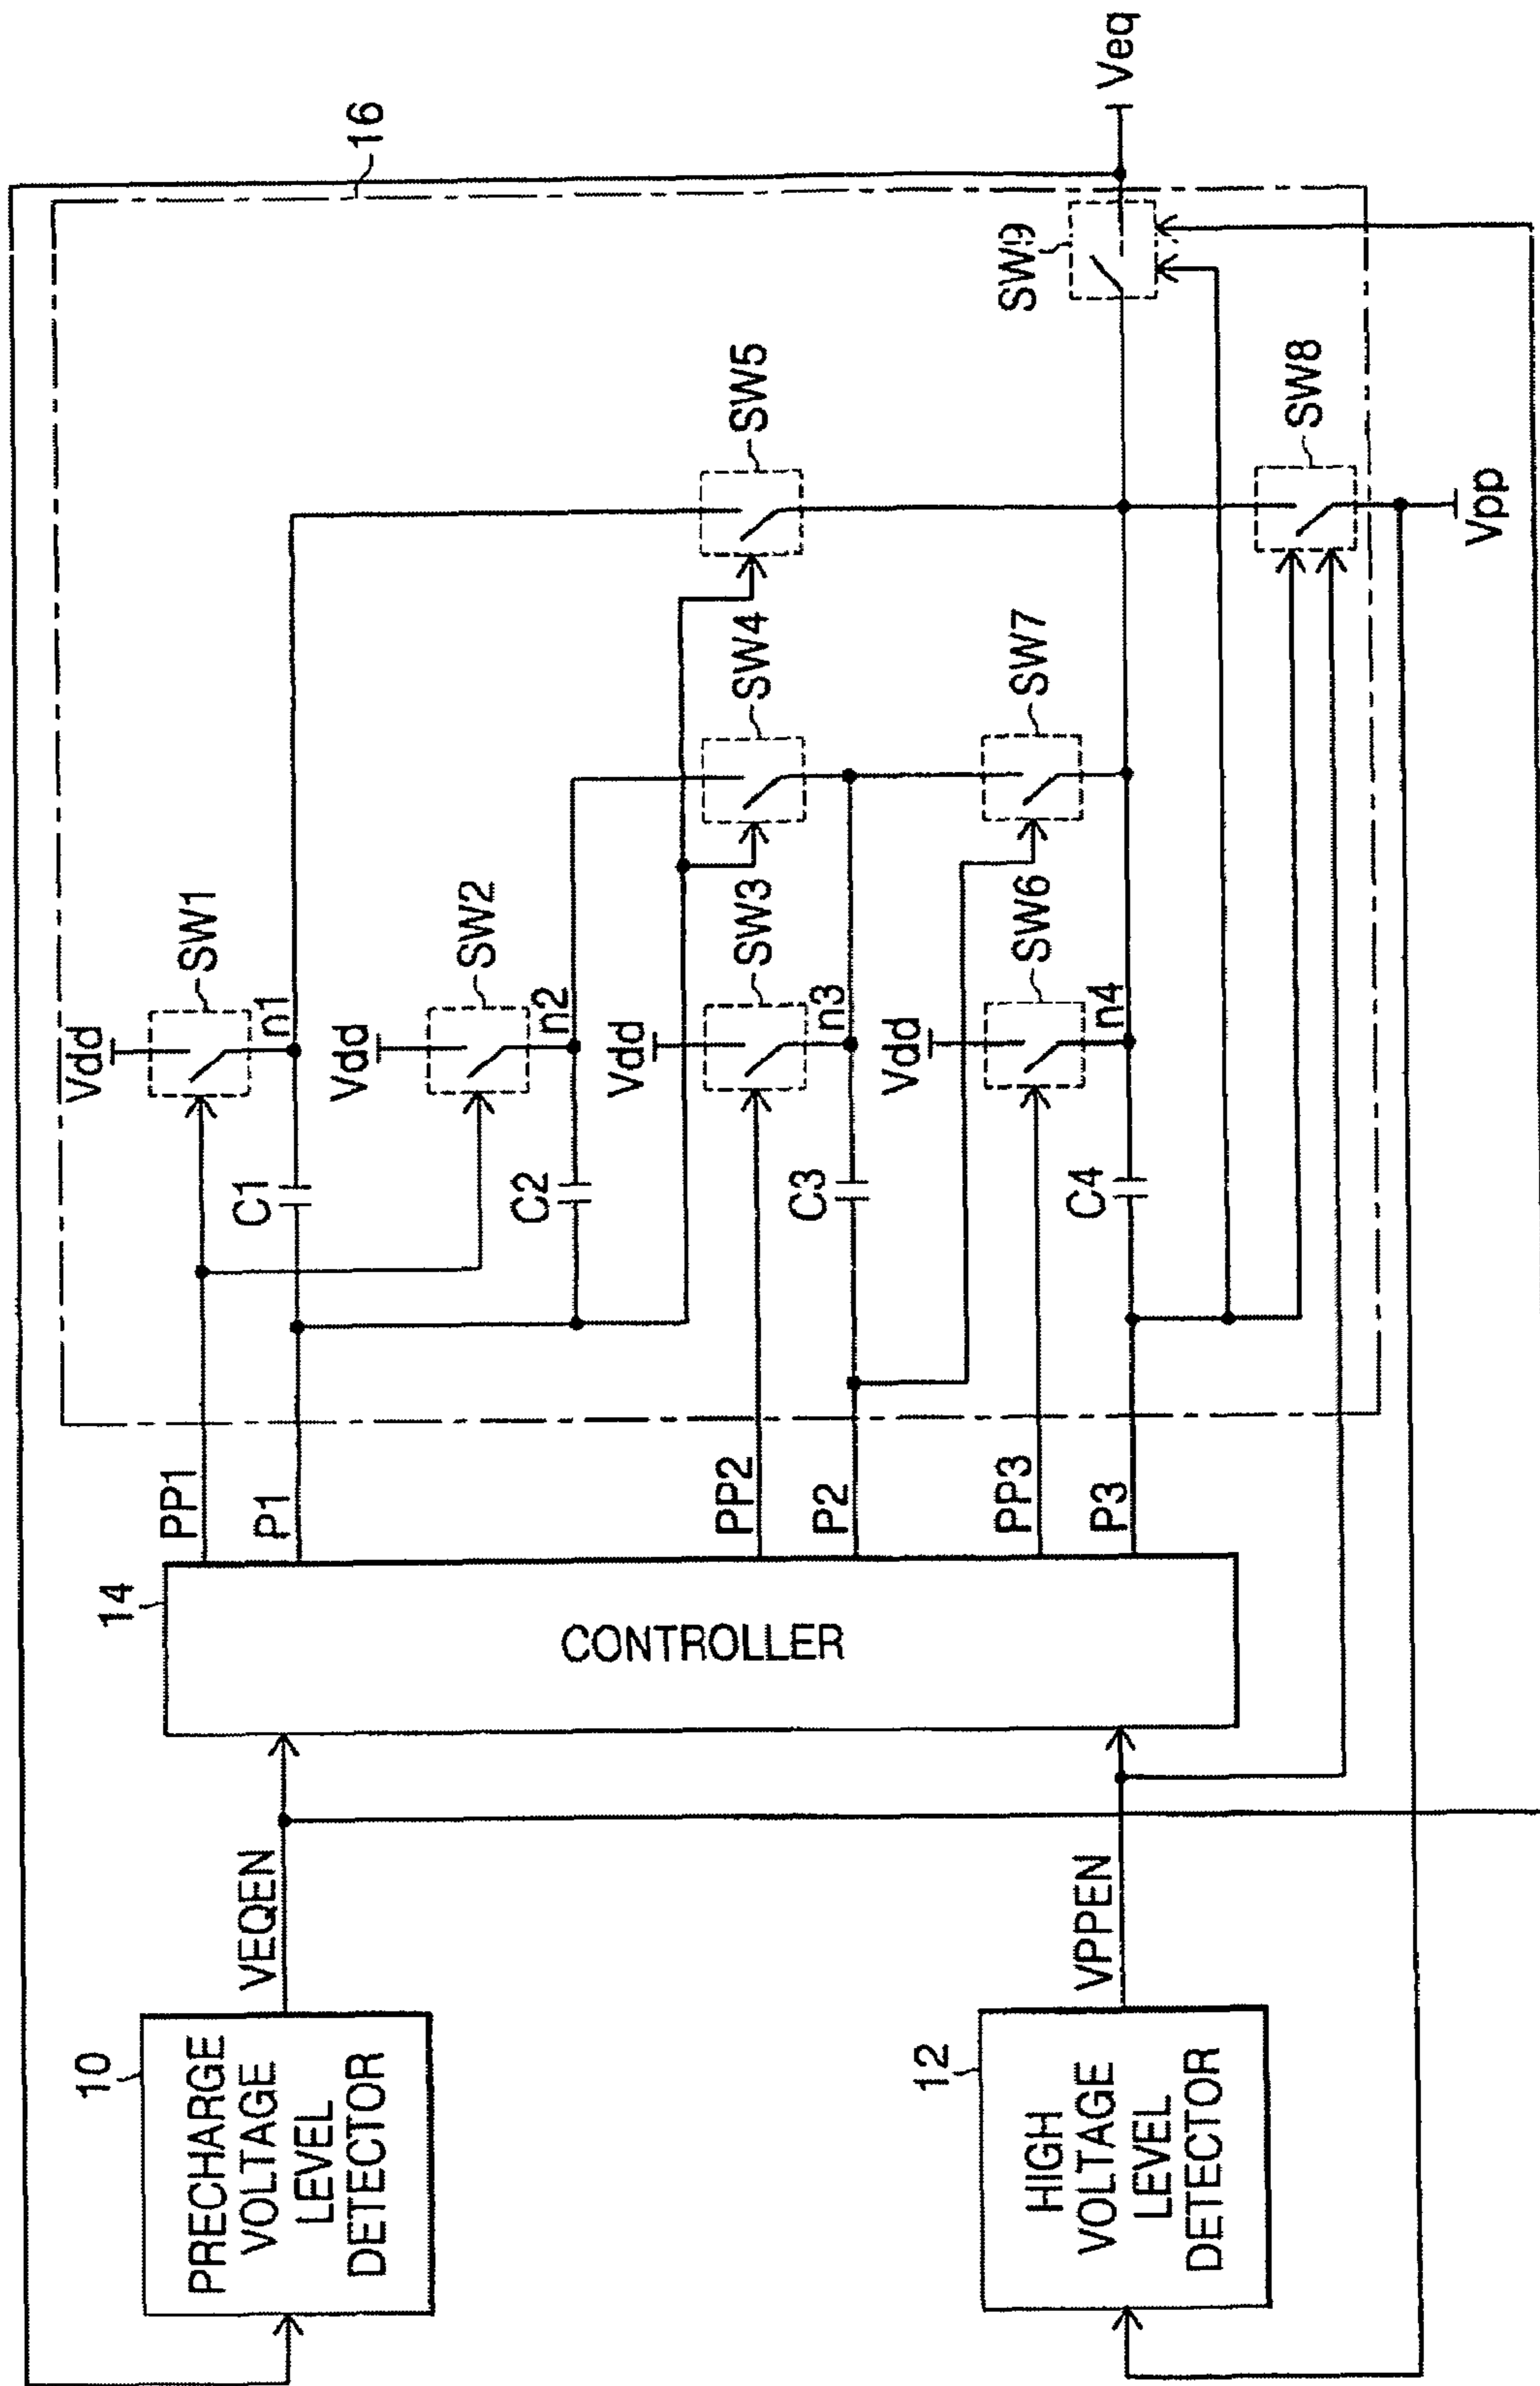 16
Vdd
SW1
n1
PP1
C1
P1
Vdd
SW2
n2
C2
SW5
SW4
Vdd
SW3
n3
PP2
C3
P2
SW7
Vdd
SW6
n4
PP3
C4
P3
SW9
Veq
SW8
Vpp
14
CONTROLLER
VEQEN
VPPEN
10
PRECHARGE
VOLTAGE
LEVEL
DETECTOR
12
HIGH
VOLTAGE
LEVEL
DETECTOR